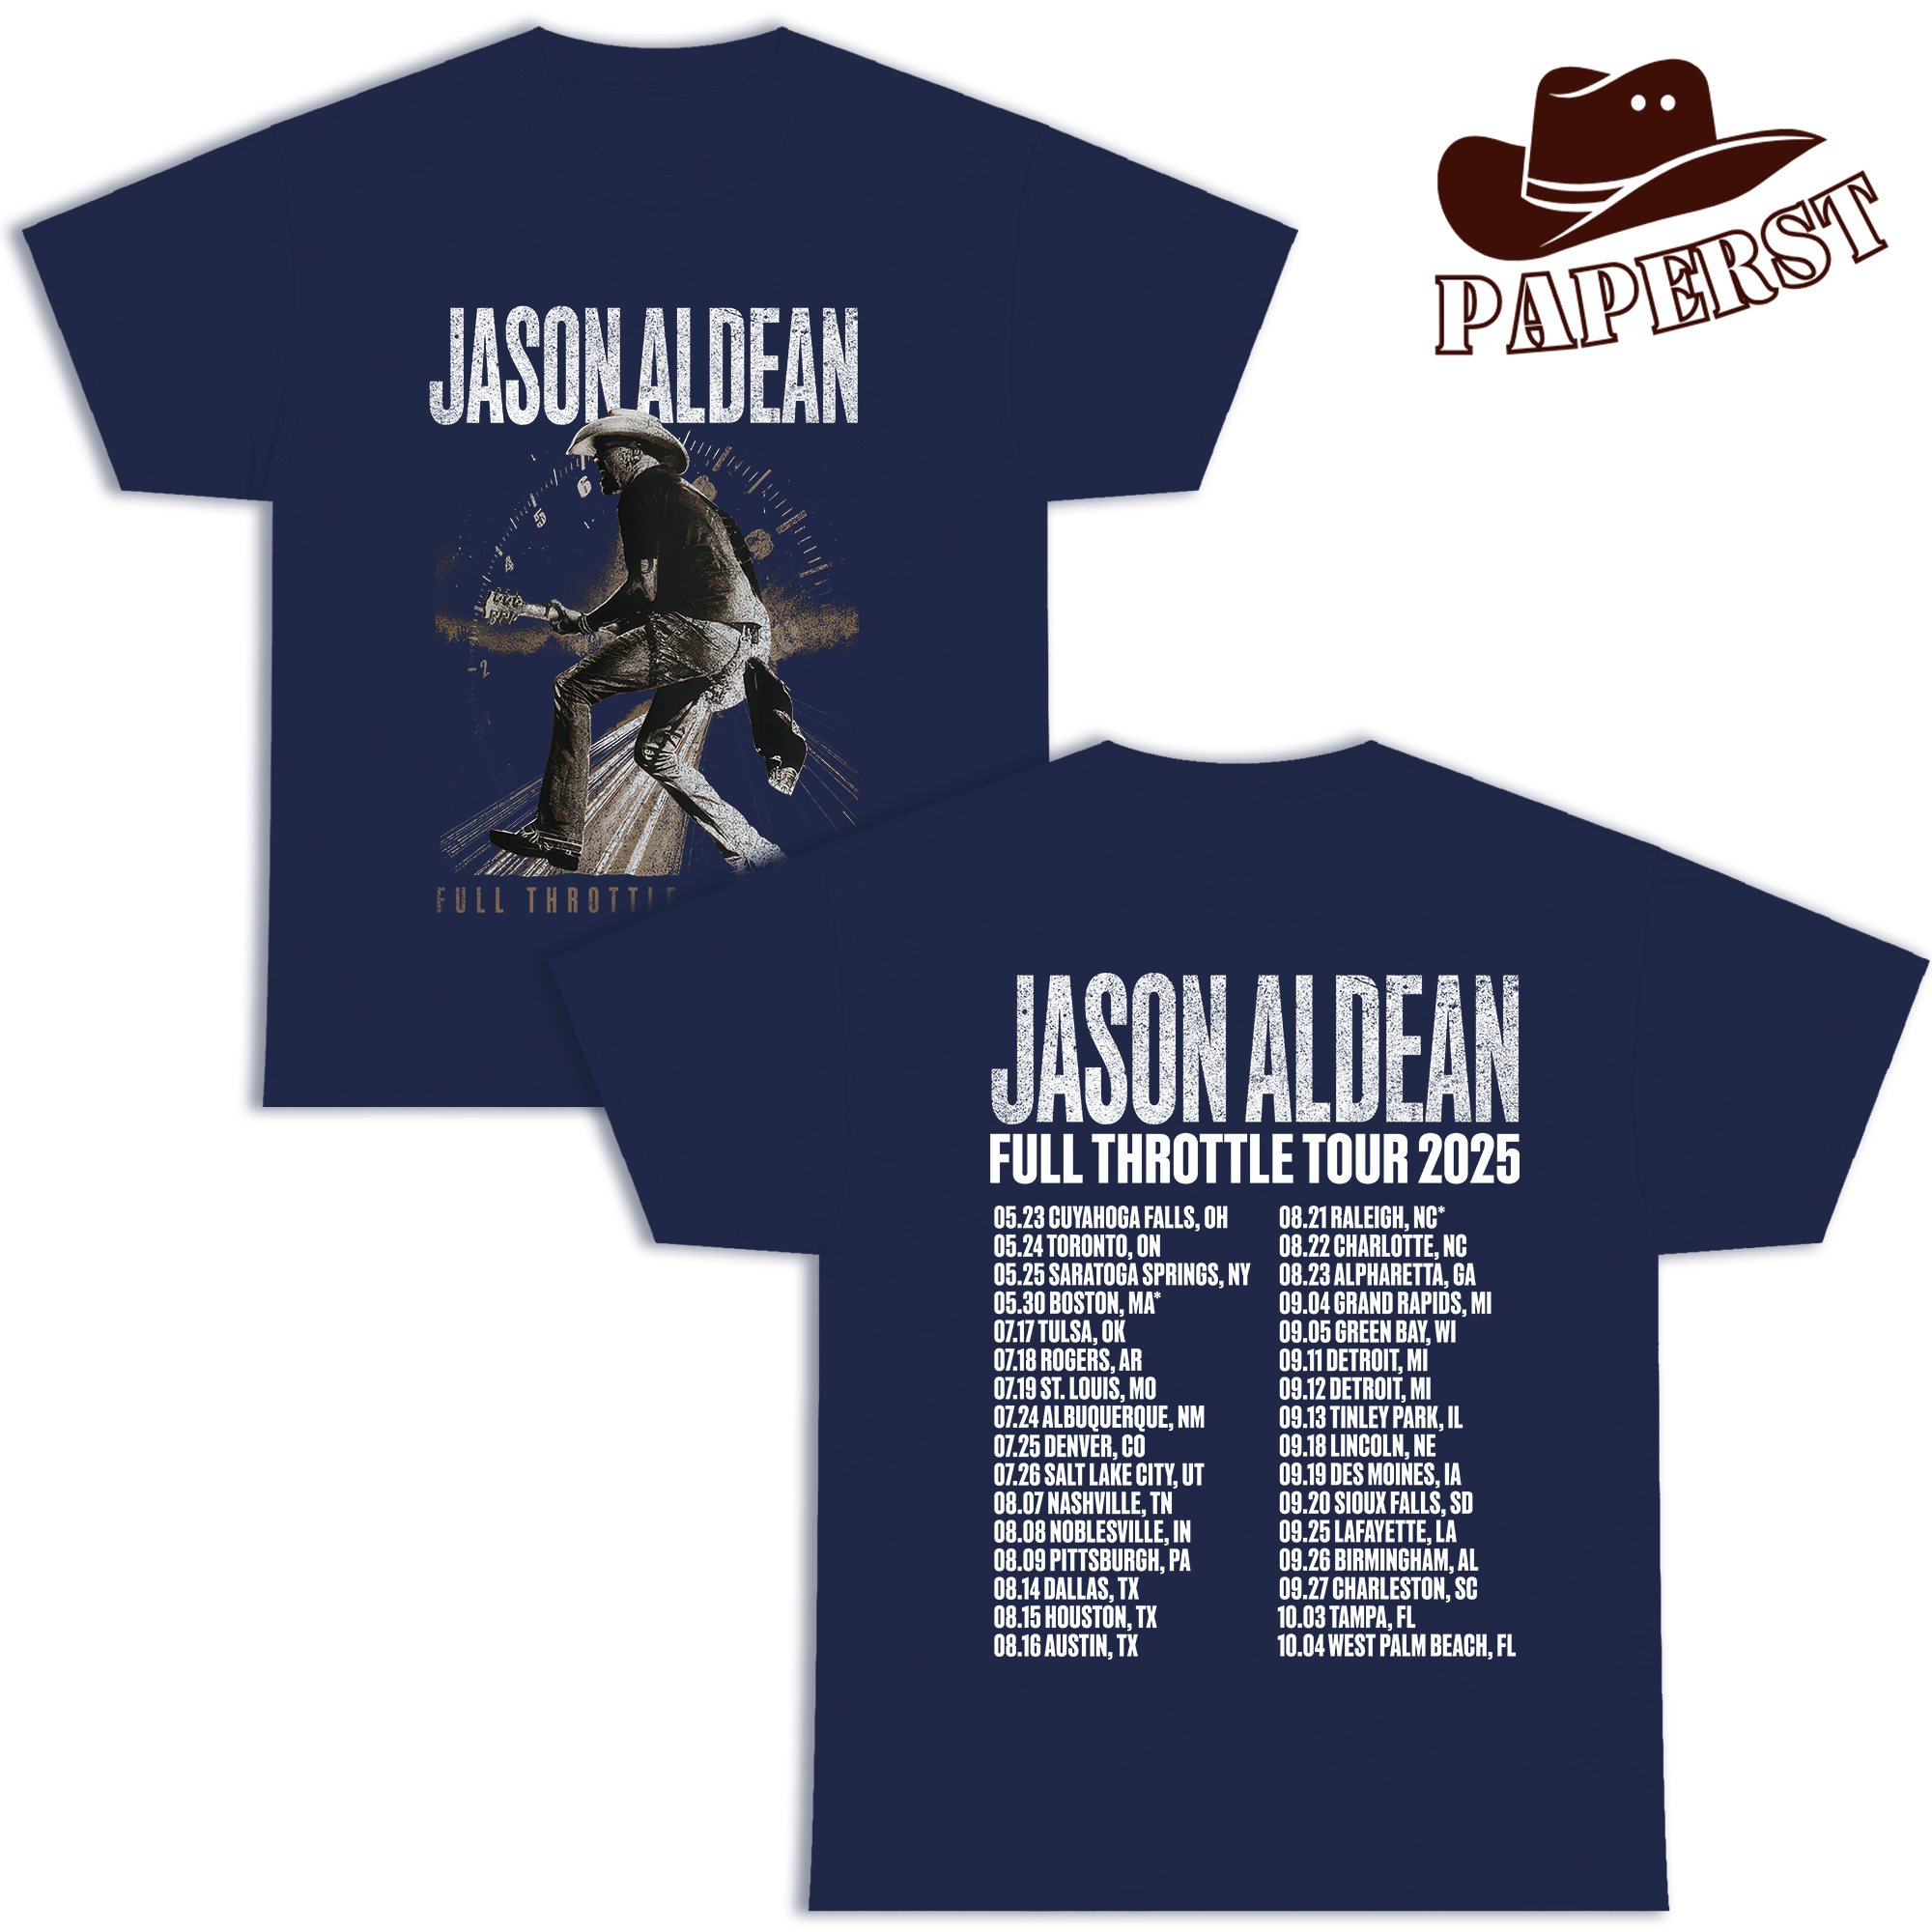 PAPERST
JASON ALDEAN
6
5
2
FULL THROTTLE
JASON ALDEAN
FULL THROTTLE TOUR 2025
05.23 CUYAHOGA FALLS, OH
05.24 TORONTO, ON
05.25 SARATOGA SPRINGS, NY
05.30 BOSTON, MA*
07.17 TULSA, OK
07.18 ROGERS, AR
07.19 ST. LOUIS, MO
07.24 ALBUQUERQUE, NM
07.25 DENVER, CO
07.26 SALT LAKE CITY, UT
08.07 NASHVILLE, TN
08.08 NOBLESVILLE, IN
08.09 PITTSBURGH, PA
08.14 DALLAS, TX
08.15 HOUSTON, TX
08.16 AUSTIN, TX
08.21 RALEIGH, NC*
08.22 CHARLOTTE, NC
08.23 ALPHARETTA, GA
09.04 GRAND RAPIDS, MI
09.05 GREEN BAY, WI
09.11 DETROIT, MI
09.12 DETROIT, MI
09.13 TINLEY PARK, IL
09.18 LINCOLN, NE
09.19 DES MOINES, IA
09.20 SIOUX FALLS, SD
09.25 LAFAYETTE, LA
09.26 BIRMINGHAM, AL
09.27 CHARLESTON, SC
10.03 TAMPA, FL
10.04 WEST PALM BEACH, FL